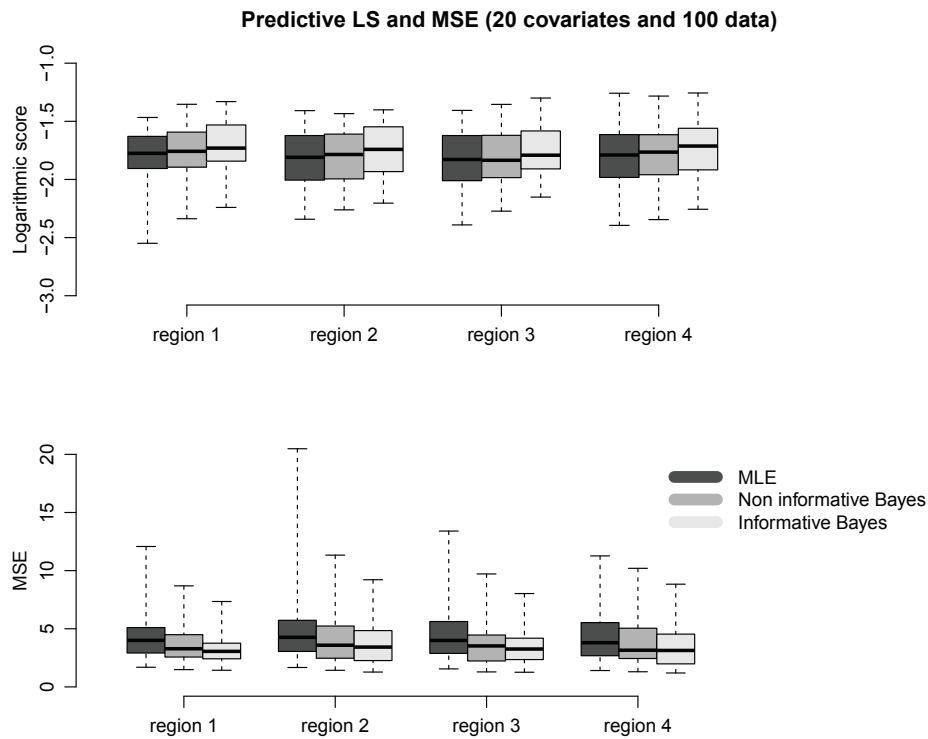 Predictive LS and MSE (20 covariates and 100 data)
Logarithmic score
−1.0
−1.5
−2.0
−2.5
−3.0
region 1 region 2 region 3 region 4
MSE
20
15
10
5
0
MLE
Non informative Bayes
Informative Bayes
region 1 region 2 region 3 region 4